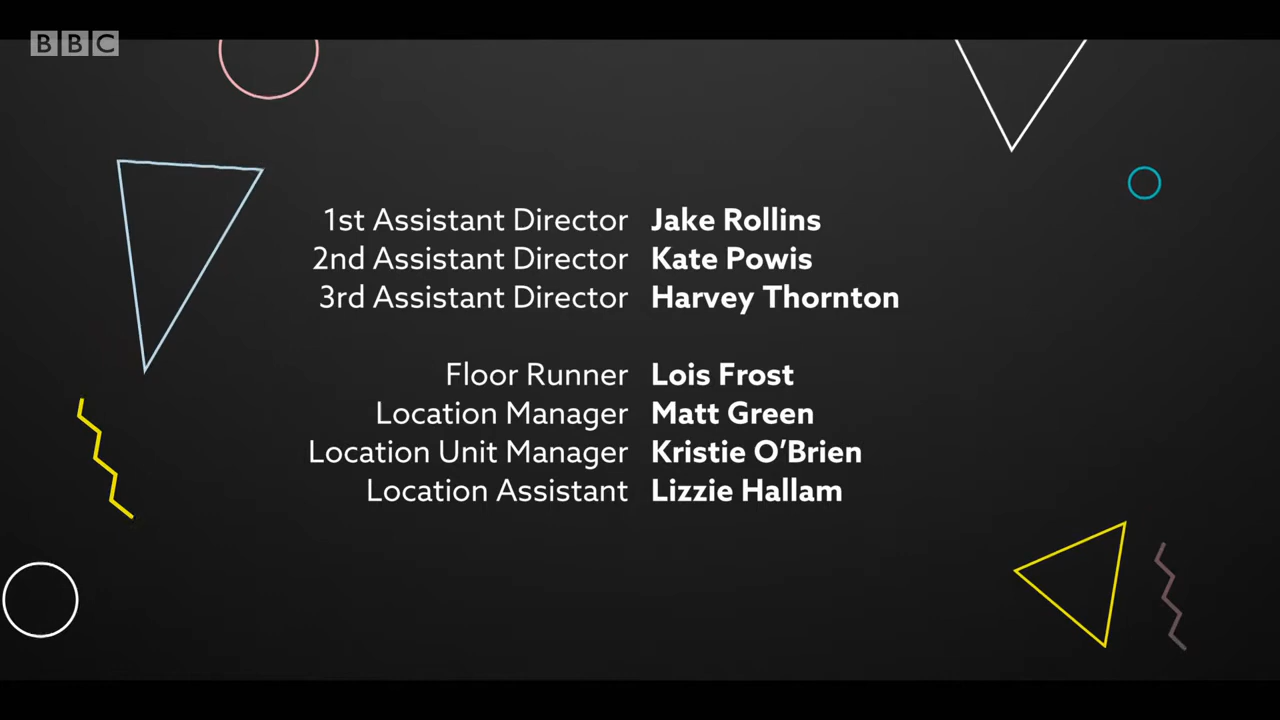 BBC
1st Assistant Director Jake Rollins
2nd Assistant Director Kate Powis
3rd Assistant Director Harvey Thornton
Floor Runner Lois Frost
Location Manager Matt Green
Location Unit Manager Kristie O’Brien
Location Assistant Lizzie Hallam